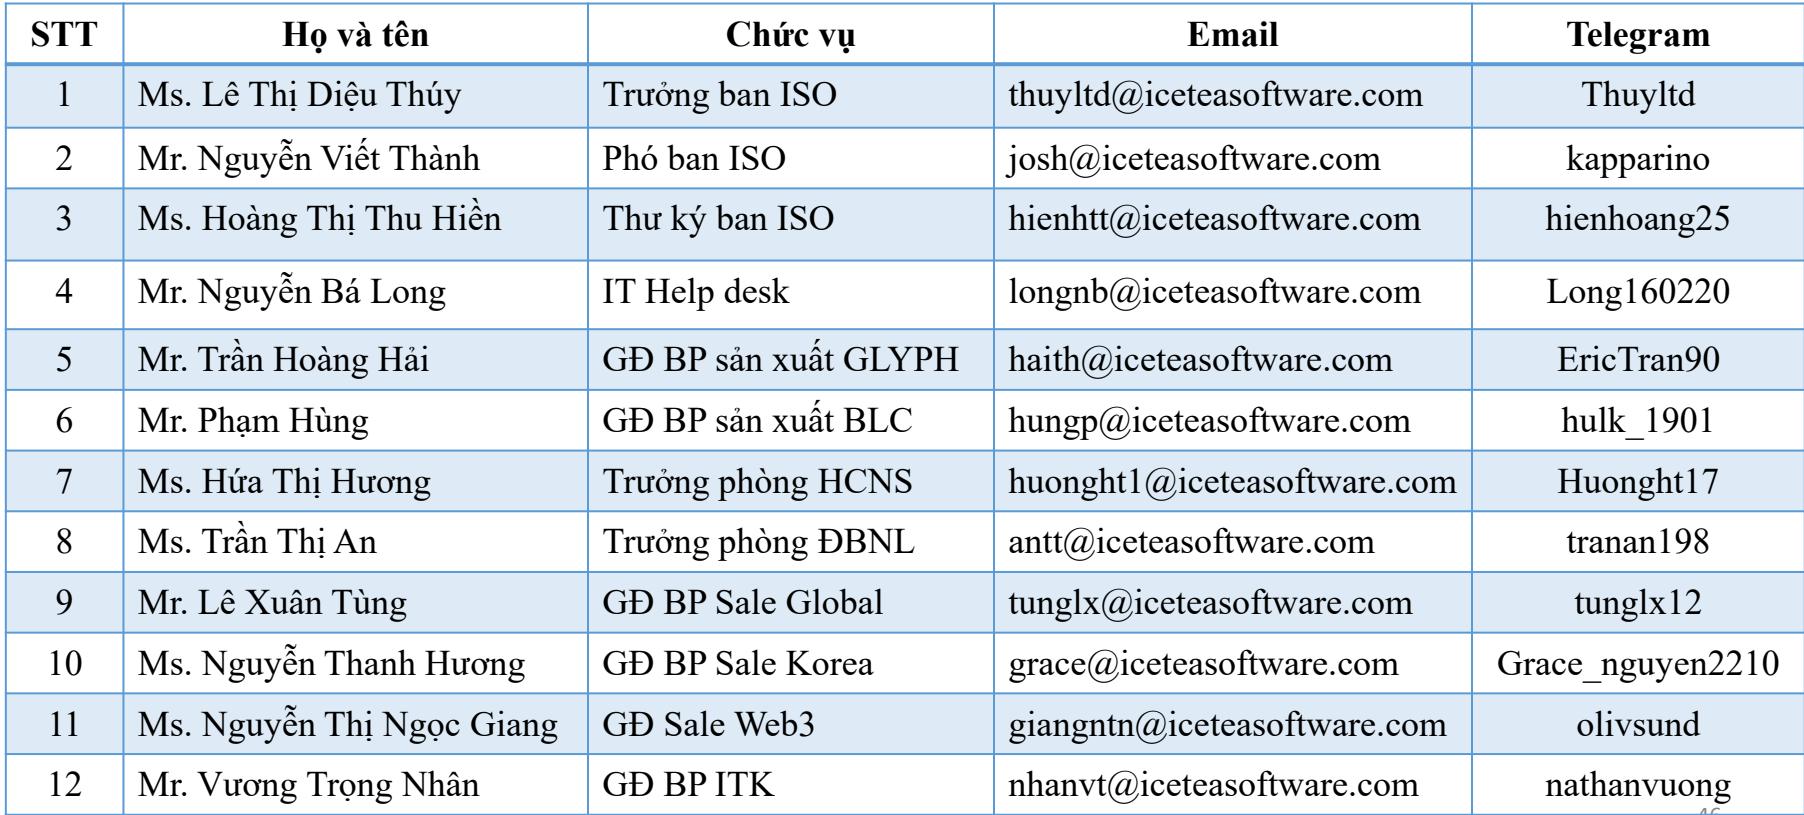 STT Họ và tên Chức vụ Email Telegram
1 Ms. Lê Thị Diệu Thúy Trưởng ban ISO thuyltd@iceteasoftware.com Thuyltd
2 Mr. Nguyễn Viết Thành Phó ban ISO josh@iceteasoftware.com kapparino
3 Ms. Hoàng Thị Thu Hiền Thư ký ban ISO hienhtt@iceteasoftware.com hienhoang25
4 Mr. Nguyễn Bá Long IT Help desk longnb@iceteasoftware.com Long160220
5 Mr. Trần Hoàng Hải GĐ BP sản xuất GLYPH haith@iceteasoftware.com EricTran90
6 Mr. Phạm Hùng GĐ BP sản xuất BLC hungp@iceteasoftware.com hulk_1901
7 Ms. Hứa Thị Hương Trưởng phòng HCNS huonght1@iceteasoftware.com Huonght17
8 Ms. Trần Thị An Trưởng phòng ĐBNL antt@iceteasoftware.com tranan198
9 Mr. Lê Xuân Tùng GĐ BP Sale Global tunglx@iceteasoftware.com tunglx12
10 Ms. Nguyễn Thanh Hương GĐ BP Sale Korea grace@iceteasoftware.com Grace_nguyen2210
11 Ms. Nguyễn Thị Ngọc Giang GĐ Sale Web3 giangntn@iceteasoftware.com olivsund
12 Mr. Vương Trọng Nhân GĐ BP ITK nhanvt@iceteasoftware.com nathanvuong